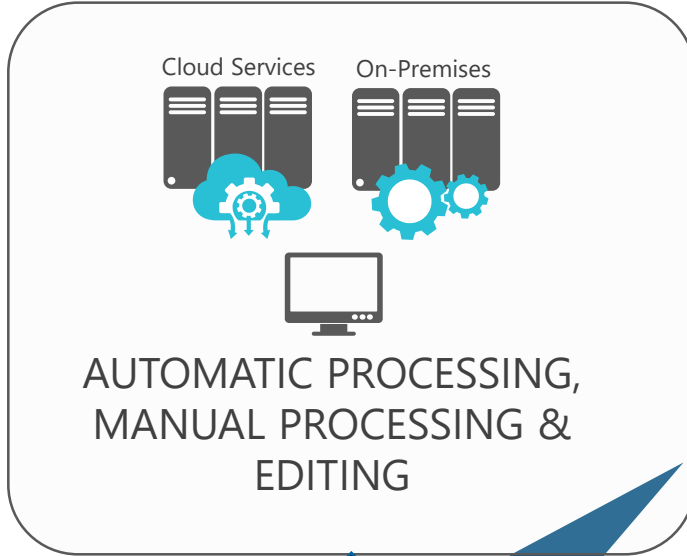 Cloud Services
On-Premises
AUTOMATIC PROCESSING,
MANUAL PROCESSING &
EDITING